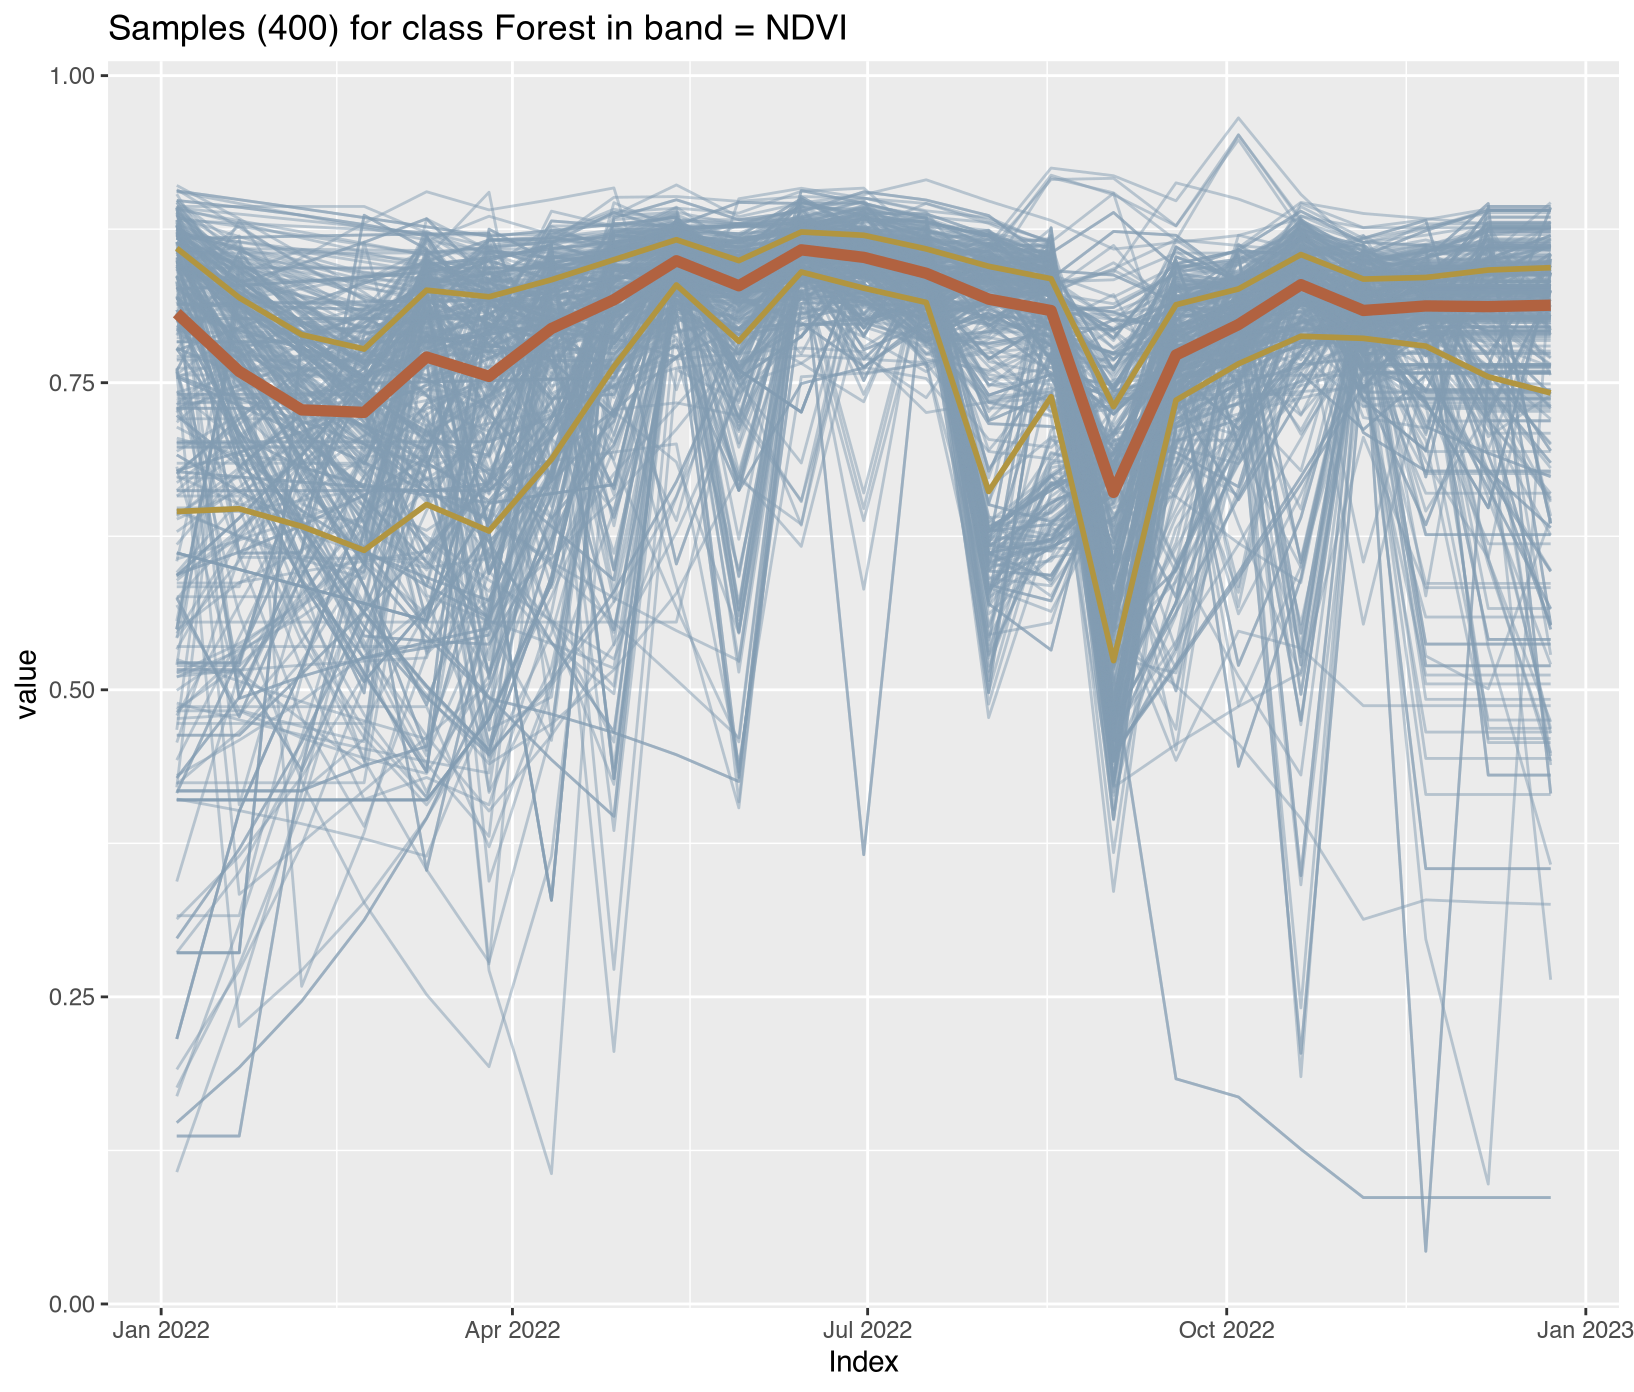 Samples (400) for class Forest in band = NDVI
1.00
0.75
0.50
0.25
0.00
value
Jan 2022 Apr 2022 Jul 2022 Oct 2022 Jan 2023
Index